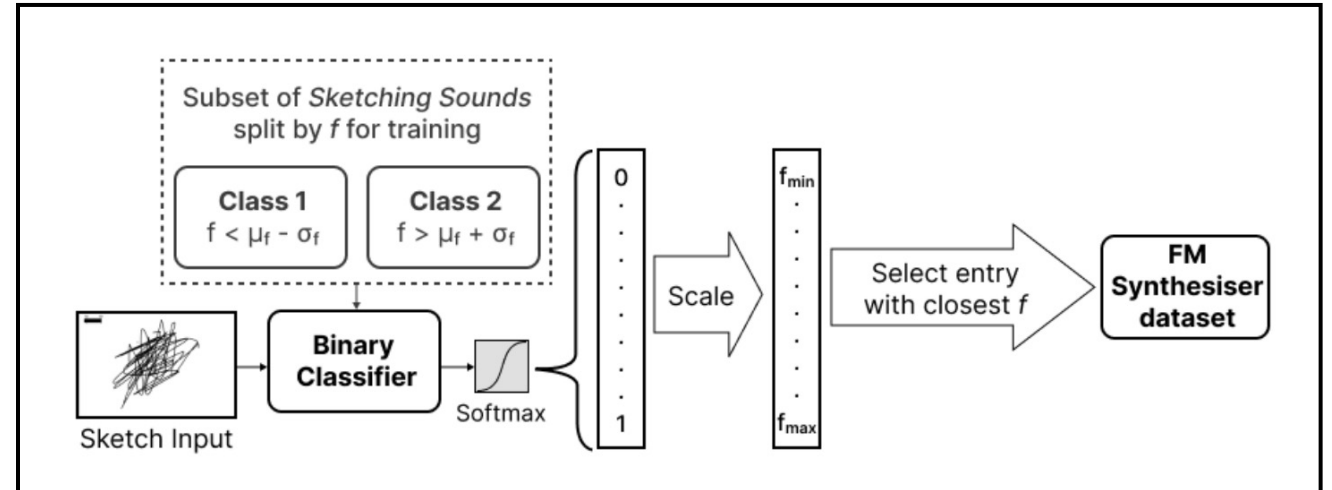 Subset of Sketching Sounds
split by f for training
Class 1
f < μf - σf
Class 2
f > μf + σf
Sketch Input
Binary
Classifier
Softmax
0
1
Scale
fmin
fmax
Select entry
with closest f
FM
Synthesiser
dataset